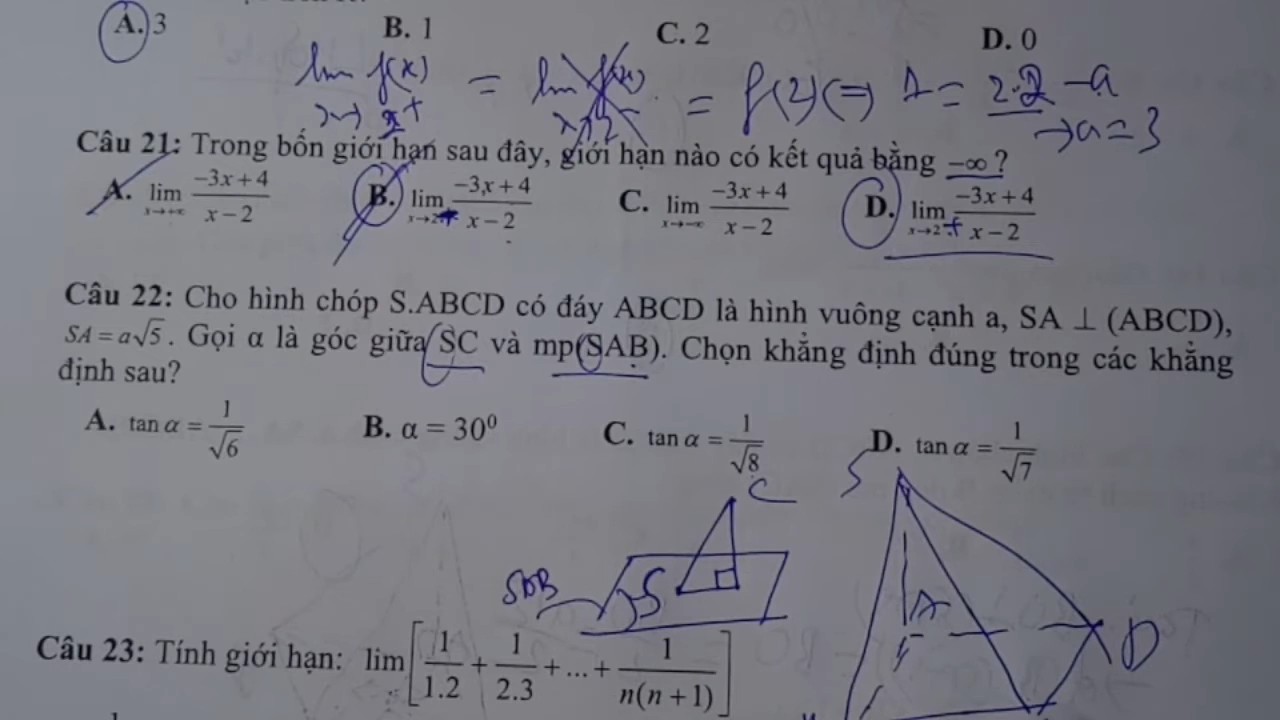 A. 3 B. 1 C. 2 D. 0
lim f(x) = lim f(x) = f(2) (=) 1 = 2.2 - a
x→2+ x→2-
→ a = 3
Câu 21: Trong bốn giới hạn sau đây, giới hạn nào có kết quả bằng -∞ ?
A. lim x→-∞ (-3x + 4)/(x - 2) B. lim x→2+ (-3x + 4)/(x - 2) C. lim x→-∞ (-3x + 4)/(x - 2) D. lim x→2+ (-3x + 4)/(x - 2)
Câu 22: Cho hình chóp S.ABCD có đáy ABCD là hình vuông cạnh a, SA ⊥ (ABCD),
SA = a√5 . Gọi α là góc giữa SC và mp(SAB). Chọn khẳng định đúng trong các khẳng
định sau?
A. tan α = 1/√6 B. α = 30⁰ C. tan α = 1/√8 D. tan α = 1/√7
C S
SAB S A D
Câu 23: Tính giới hạn: lim[1/1.2 + 1/2.3 + ... + 1/n(n + 1)]